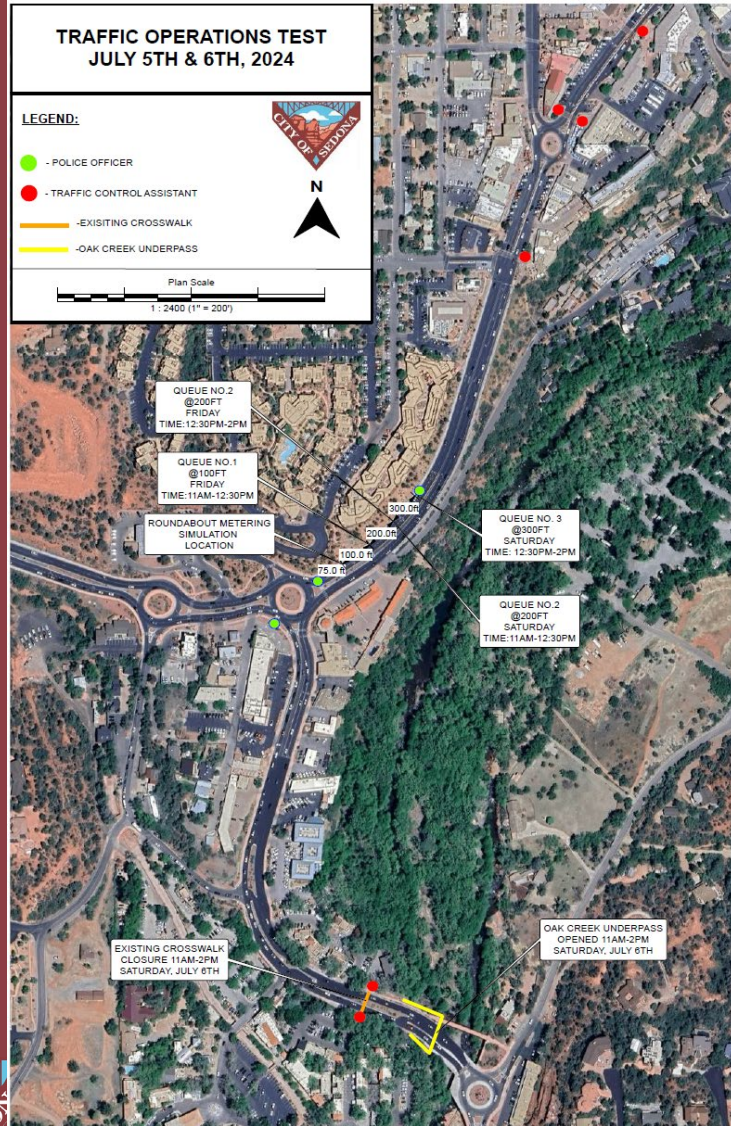 TRAFFIC OPERATIONS TEST
JULY 5TH & 6TH, 2024
LEGEND:
CITY OF SEDONA
- POLICE OFFICER
- TRAFFIC CONTROL ASSISTANT
-EXISITING CROSSWALK
-OAK CREEK UNDERPASS
N
Plan Scale
1 : 2400 (1" = 200')
QUEUE NO.2
@200FT
FRIDAY
TIME:12:30PM-2PM
QUEUE NO.1
@100FT
FRIDAY
TIME:11AM-12:30PM
ROUNDABOUT METERING
SIMULATION
LOCATION
300.0ft
200.0ft
100.0 ft
75.0 ft
QUEUE NO. 3
@300FT
SATURDAY
TIME: 12:30PM-2PM
QUEUE NO.2
@200FT
SATURDAY
TIME:11AM-12:30PM
EXISTING CROSSWALK
CLOSURE 11AM-2PM
SATURDAY, JULY 6TH
OAK CREEK UNDERPASS
OPENED 11AM-2PM
SATURDAY, JULY 6TH